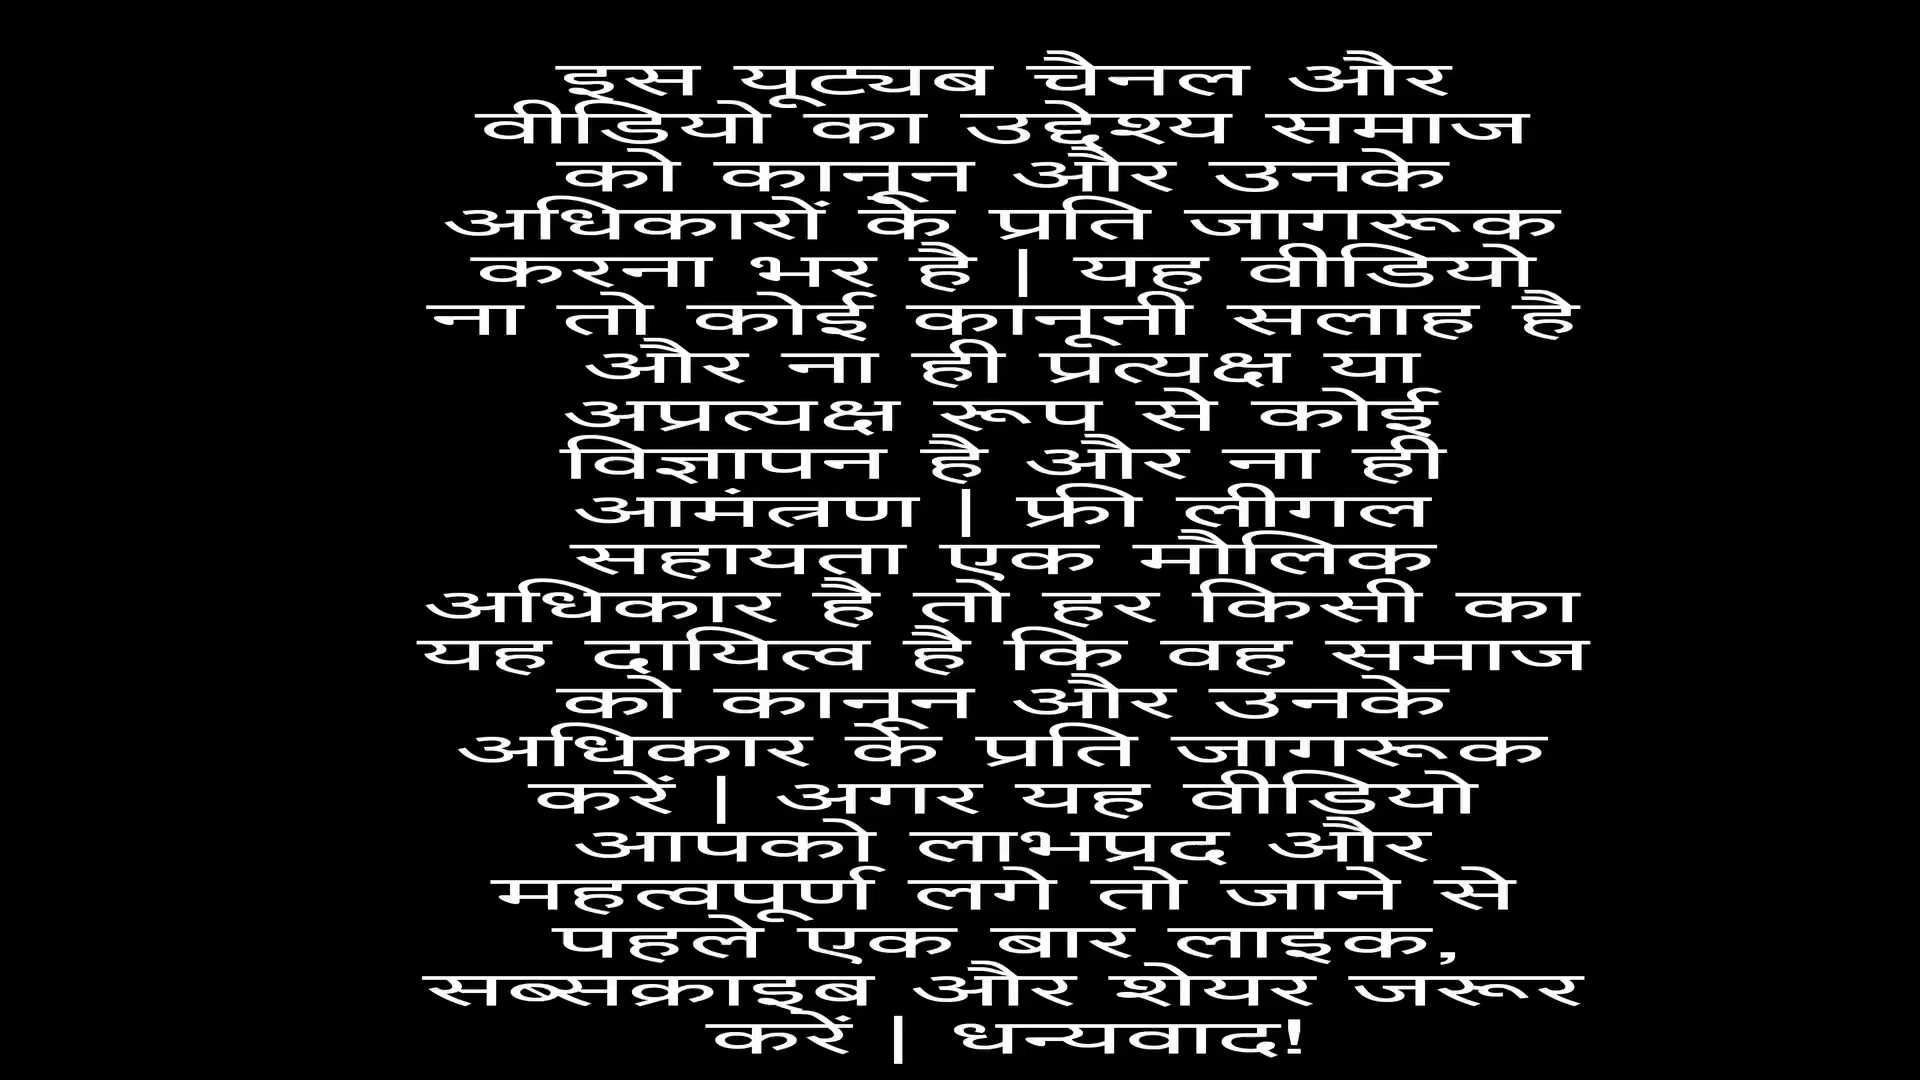 इस यूट्यब चैनल और
वीडियो का उद्देश्य समाज
को कानून और उनके
अधिकारों के प्रति जागरूक
करना भर है | यह वीडियो
ना तो कोई कानूनी सलाह है
और ना ही प्रत्यक्ष या
अप्रत्यक्ष रूप से कोई
विज्ञापन है और ना ही
आमंत्रण | फ्री लीगल
सहायता एक मौलिक
अधिकार है तो हर किसी का
यह दायित्व है कि वह समाज
को कानून और उनके
अधिकार के प्रति जागरूक
करें | अगर यह वीडियो
आपको लाभप्रद और
महत्वपूर्ण लगे तो जाने से
पहले एक बार लाइक,
सब्सक्राइब और शेयर जरूर
करें | धन्यवाद!